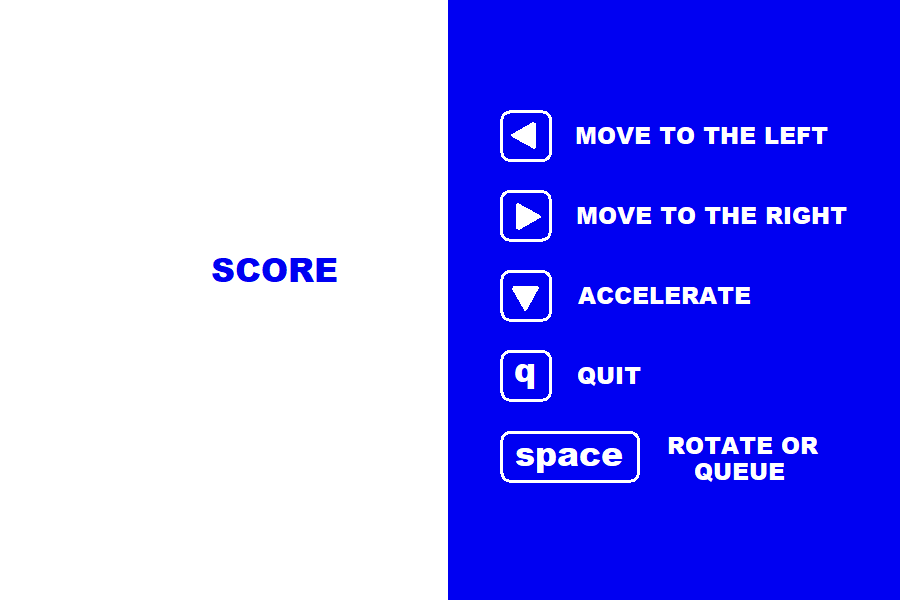 SCORE
MOVE TO THE LEFT
MOVE TO THE RIGHT
ACCELERATE
q QUIT
space ROTATE OR
QUEUE